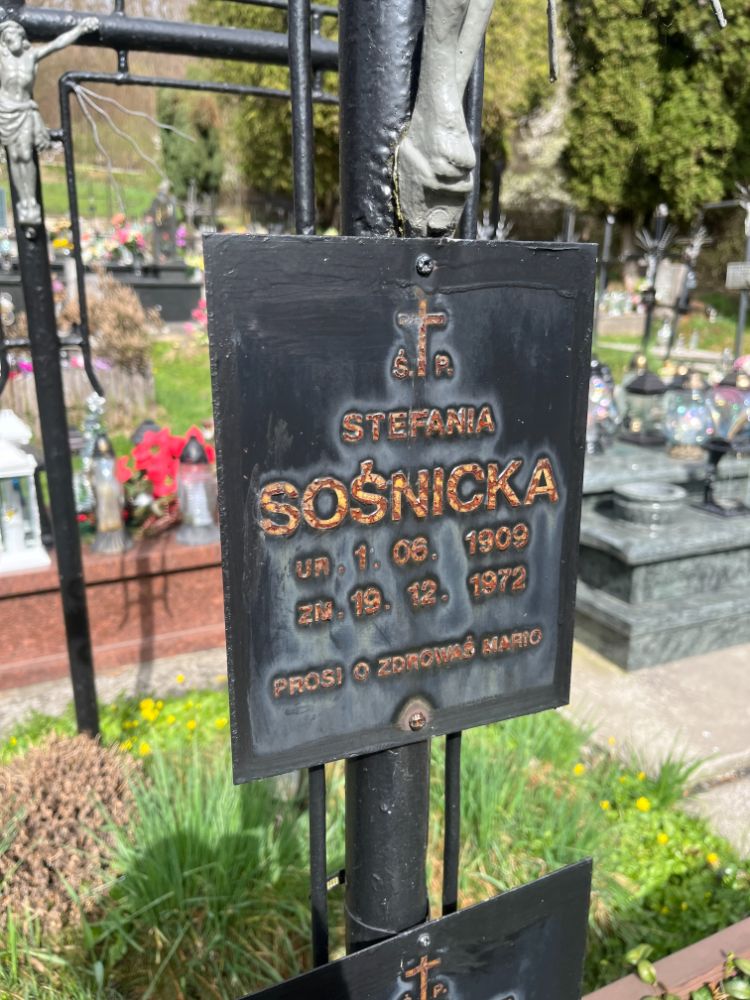 Ś. P.
STEFANIA
SOŚNICKA
UR. 1. 06. 1909
ZM. 19. 12. 1972
PROSI O ZDROWAŚ MARIO
Ś. P.